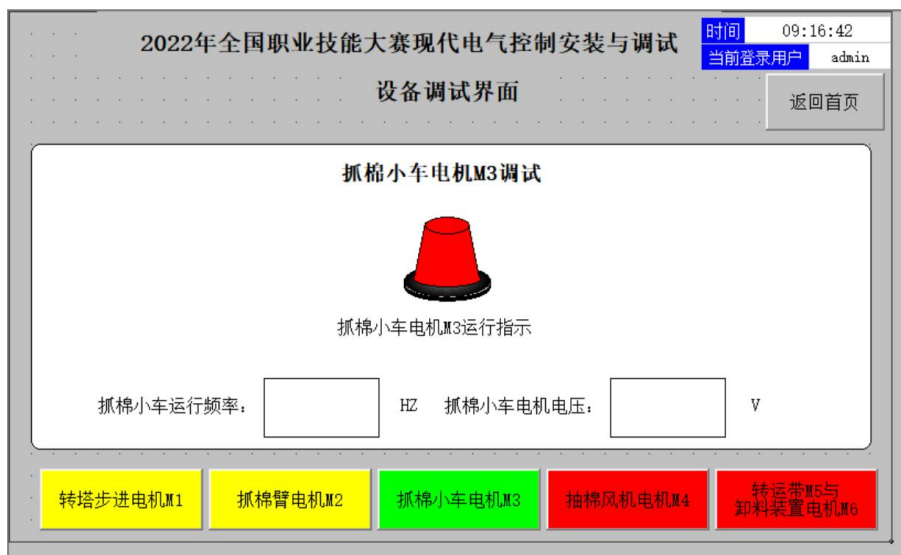 2022年全国职业技能大赛现代电气控制安装与调试
时间 09:16:42
当前登录用户 admin
设备调试界面
返回首页
抓棉小车电机M3调试
抓棉小车电机M3运行指示
抓棉小车运行频率: HZ 抓棉小车电机电压: V
转塔步进电机M1 抓棉臂电机M2 抓棉小车电机M3 抽棉风机电机M4
转运带M5与
卸料装置电机M6